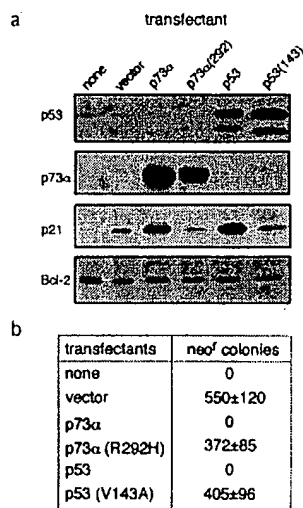 a
transfectant
none vector p73α p73α(292) p53 p53(143)
p53
p73α
p21
Bcl-2
b
transfectants neoʳ colonies
none 0
vector 550±120
p73α 0
p73α (R292H) 372±85
p53 0
p53 (V143A) 405±96